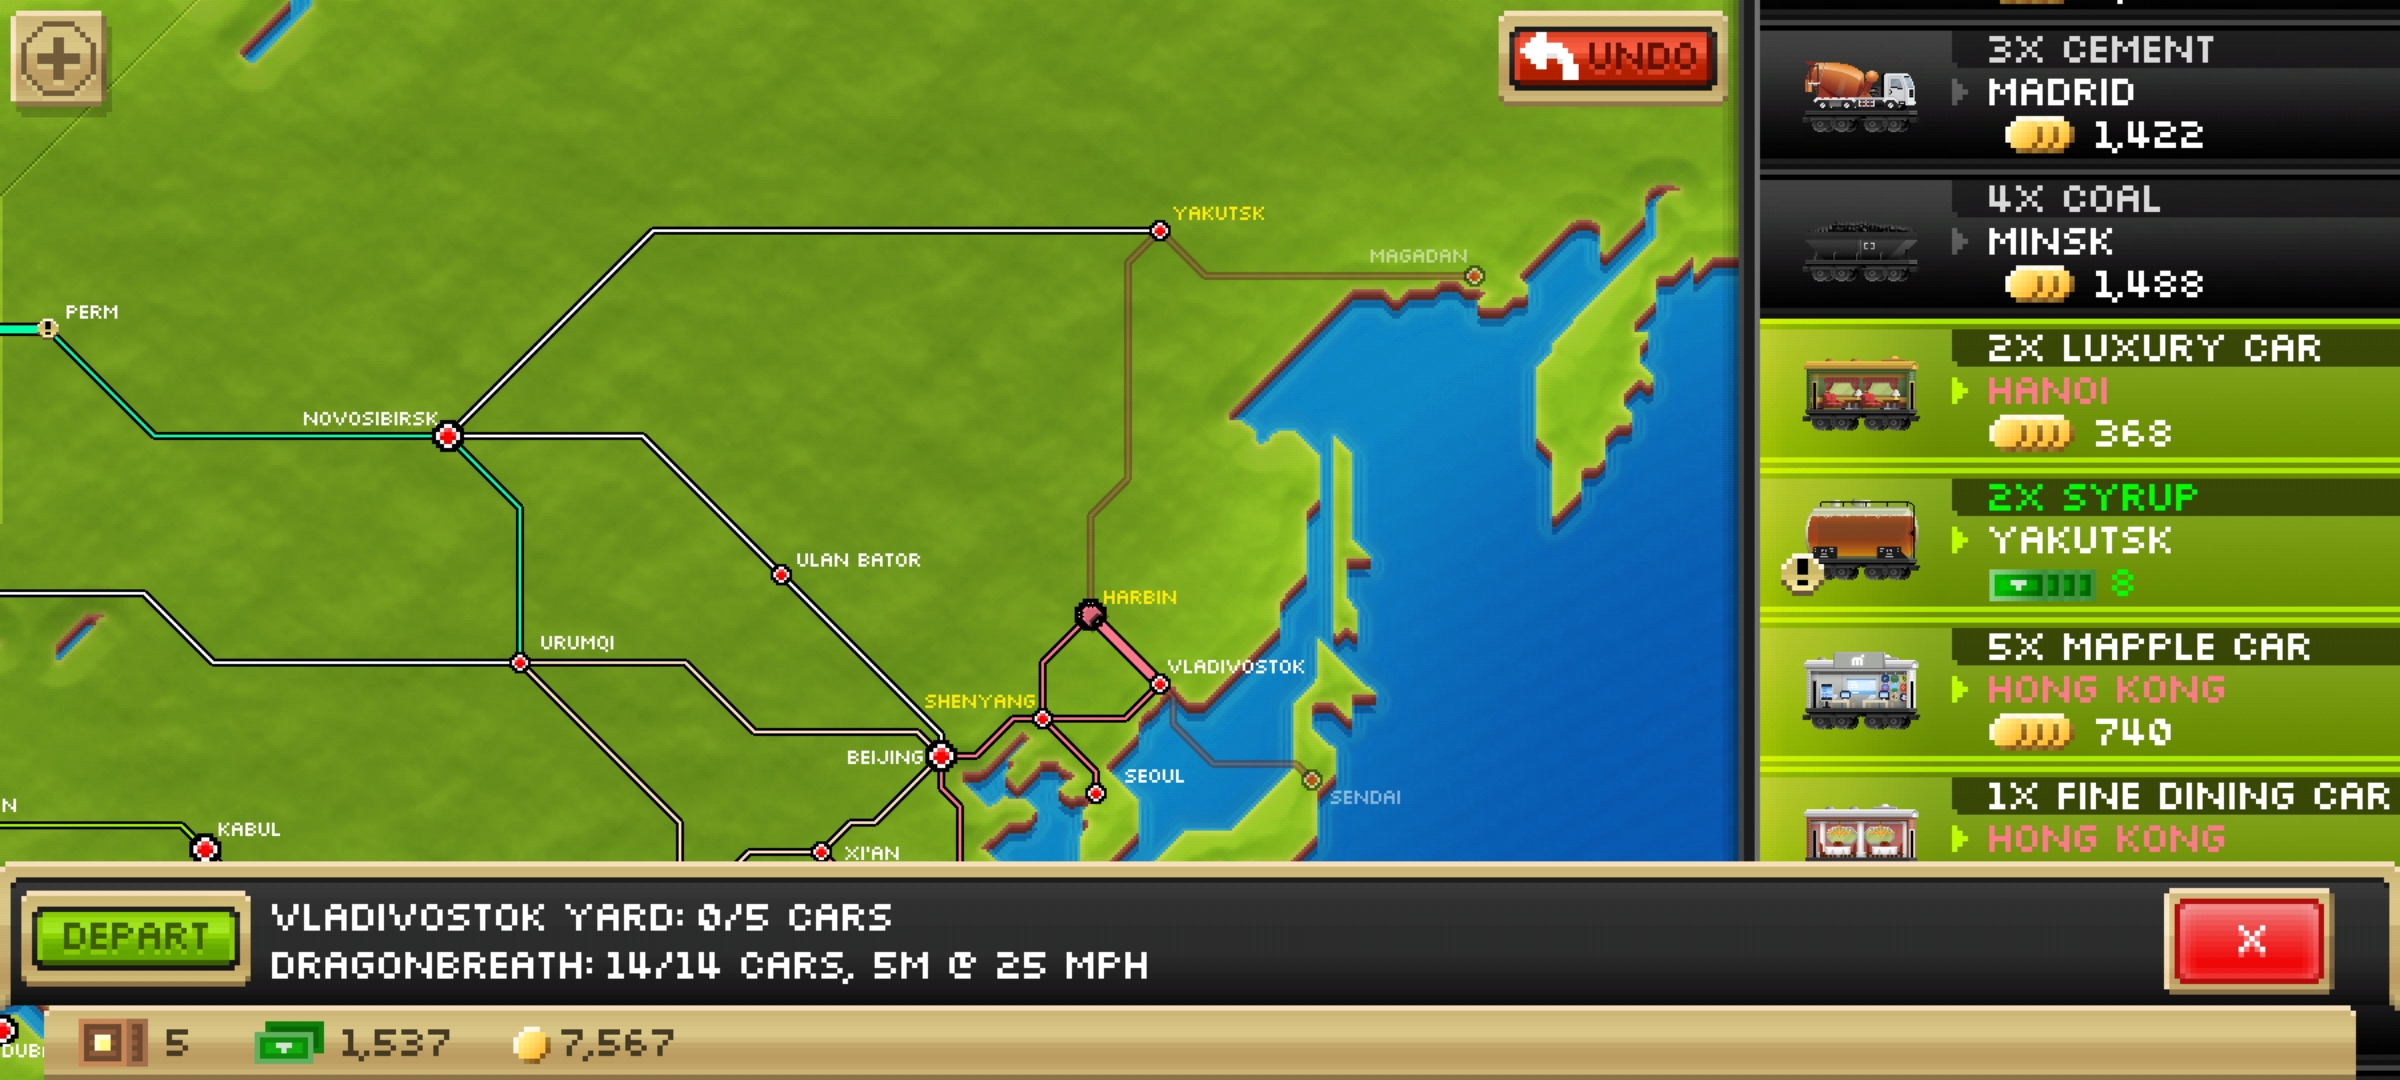 UNDO
YAKUTSK
MAGADAN
PERM
NOVOSIBIRSK
ULAN BATOR
HARBIN
URUMQI
VLADIVOSTOK
SHENYANG
BEIJING
SEOUL
SENDAI
N
KABUL
XI'AN
3X CEMENT
MADRID
1,422
4X COAL
MINSK
1,488
2X LUXURY CAR
HANOI
368
2X SYRUP
YAKUTSK
8
5X MAPPLE CAR
HONG KONG
740
1X FINE DINING CAR
HONG KONG
DEPART
VLADIVOSTOK YARD: 0/5 CARS
DRAGONBREATH: 14/14 CARS, 5M @ 25 MPH
X
DUB
5
1,537
7,567